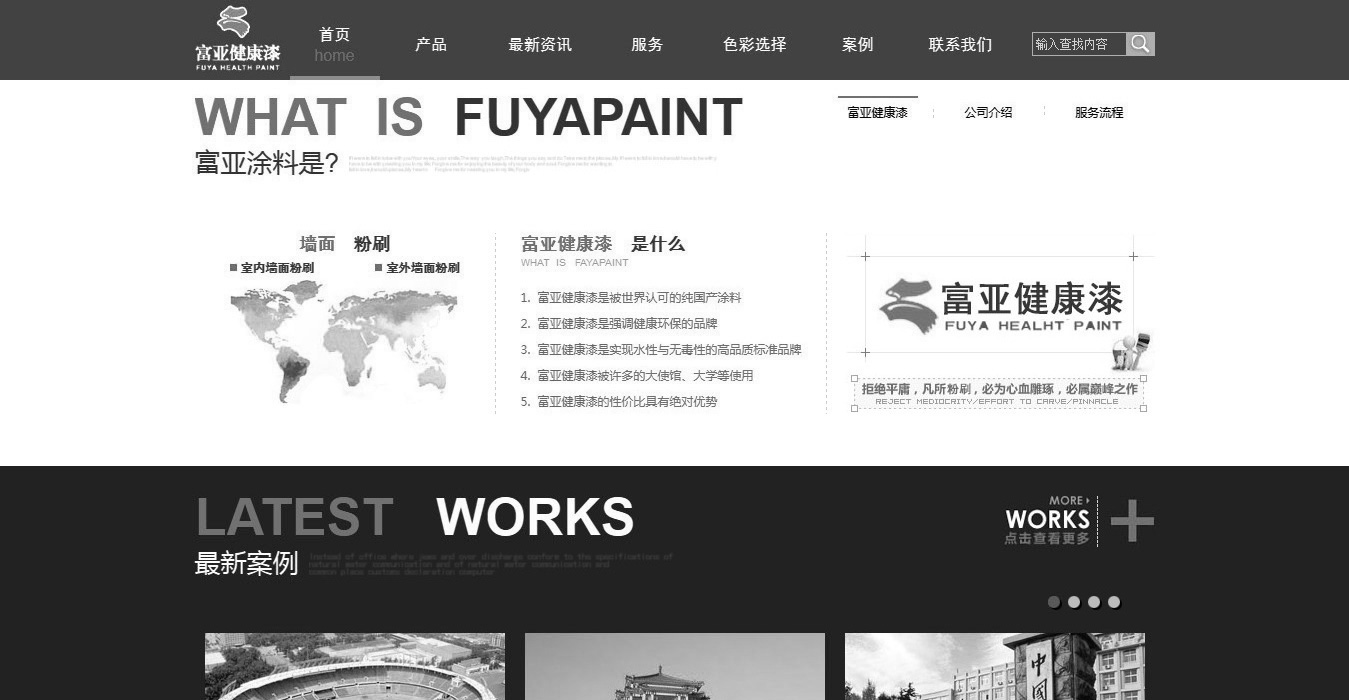 富亚健康漆
FUYA HEALTH PAINT
首页
home
产品
最新资讯
服务
色彩选择
案例
联系我们
输入查找内容
WHAT IS FUYAPAINT
富亚涂料是?
富亚健康漆
公司介绍
服务流程
墙面 粉刷
室内墙面粉刷
室外墙面粉刷
富亚健康漆 是什么
WHAT IS FAYAPAINT
1. 富亚健康漆是被世界认可的纯国产涂料
2. 富亚健康漆是强调健康环保的品牌
3. 富亚健康漆是实现水性与无毒性的高品质标准品牌
4. 富亚健康漆被许多的大使馆、大学等使用
5. 富亚健康漆的性价比具有绝对优势
富亚健康漆
FUYA HEALHT PAINT
拒绝平庸，凡所粉刷，必为心血雕琢，必属巅峰之作
REJECT MEDIOCRITY/EFFORT TO CARVE/PINNACLE
LATEST WORKS
最新案例
MORE
WORKS
点击查看更多
中国